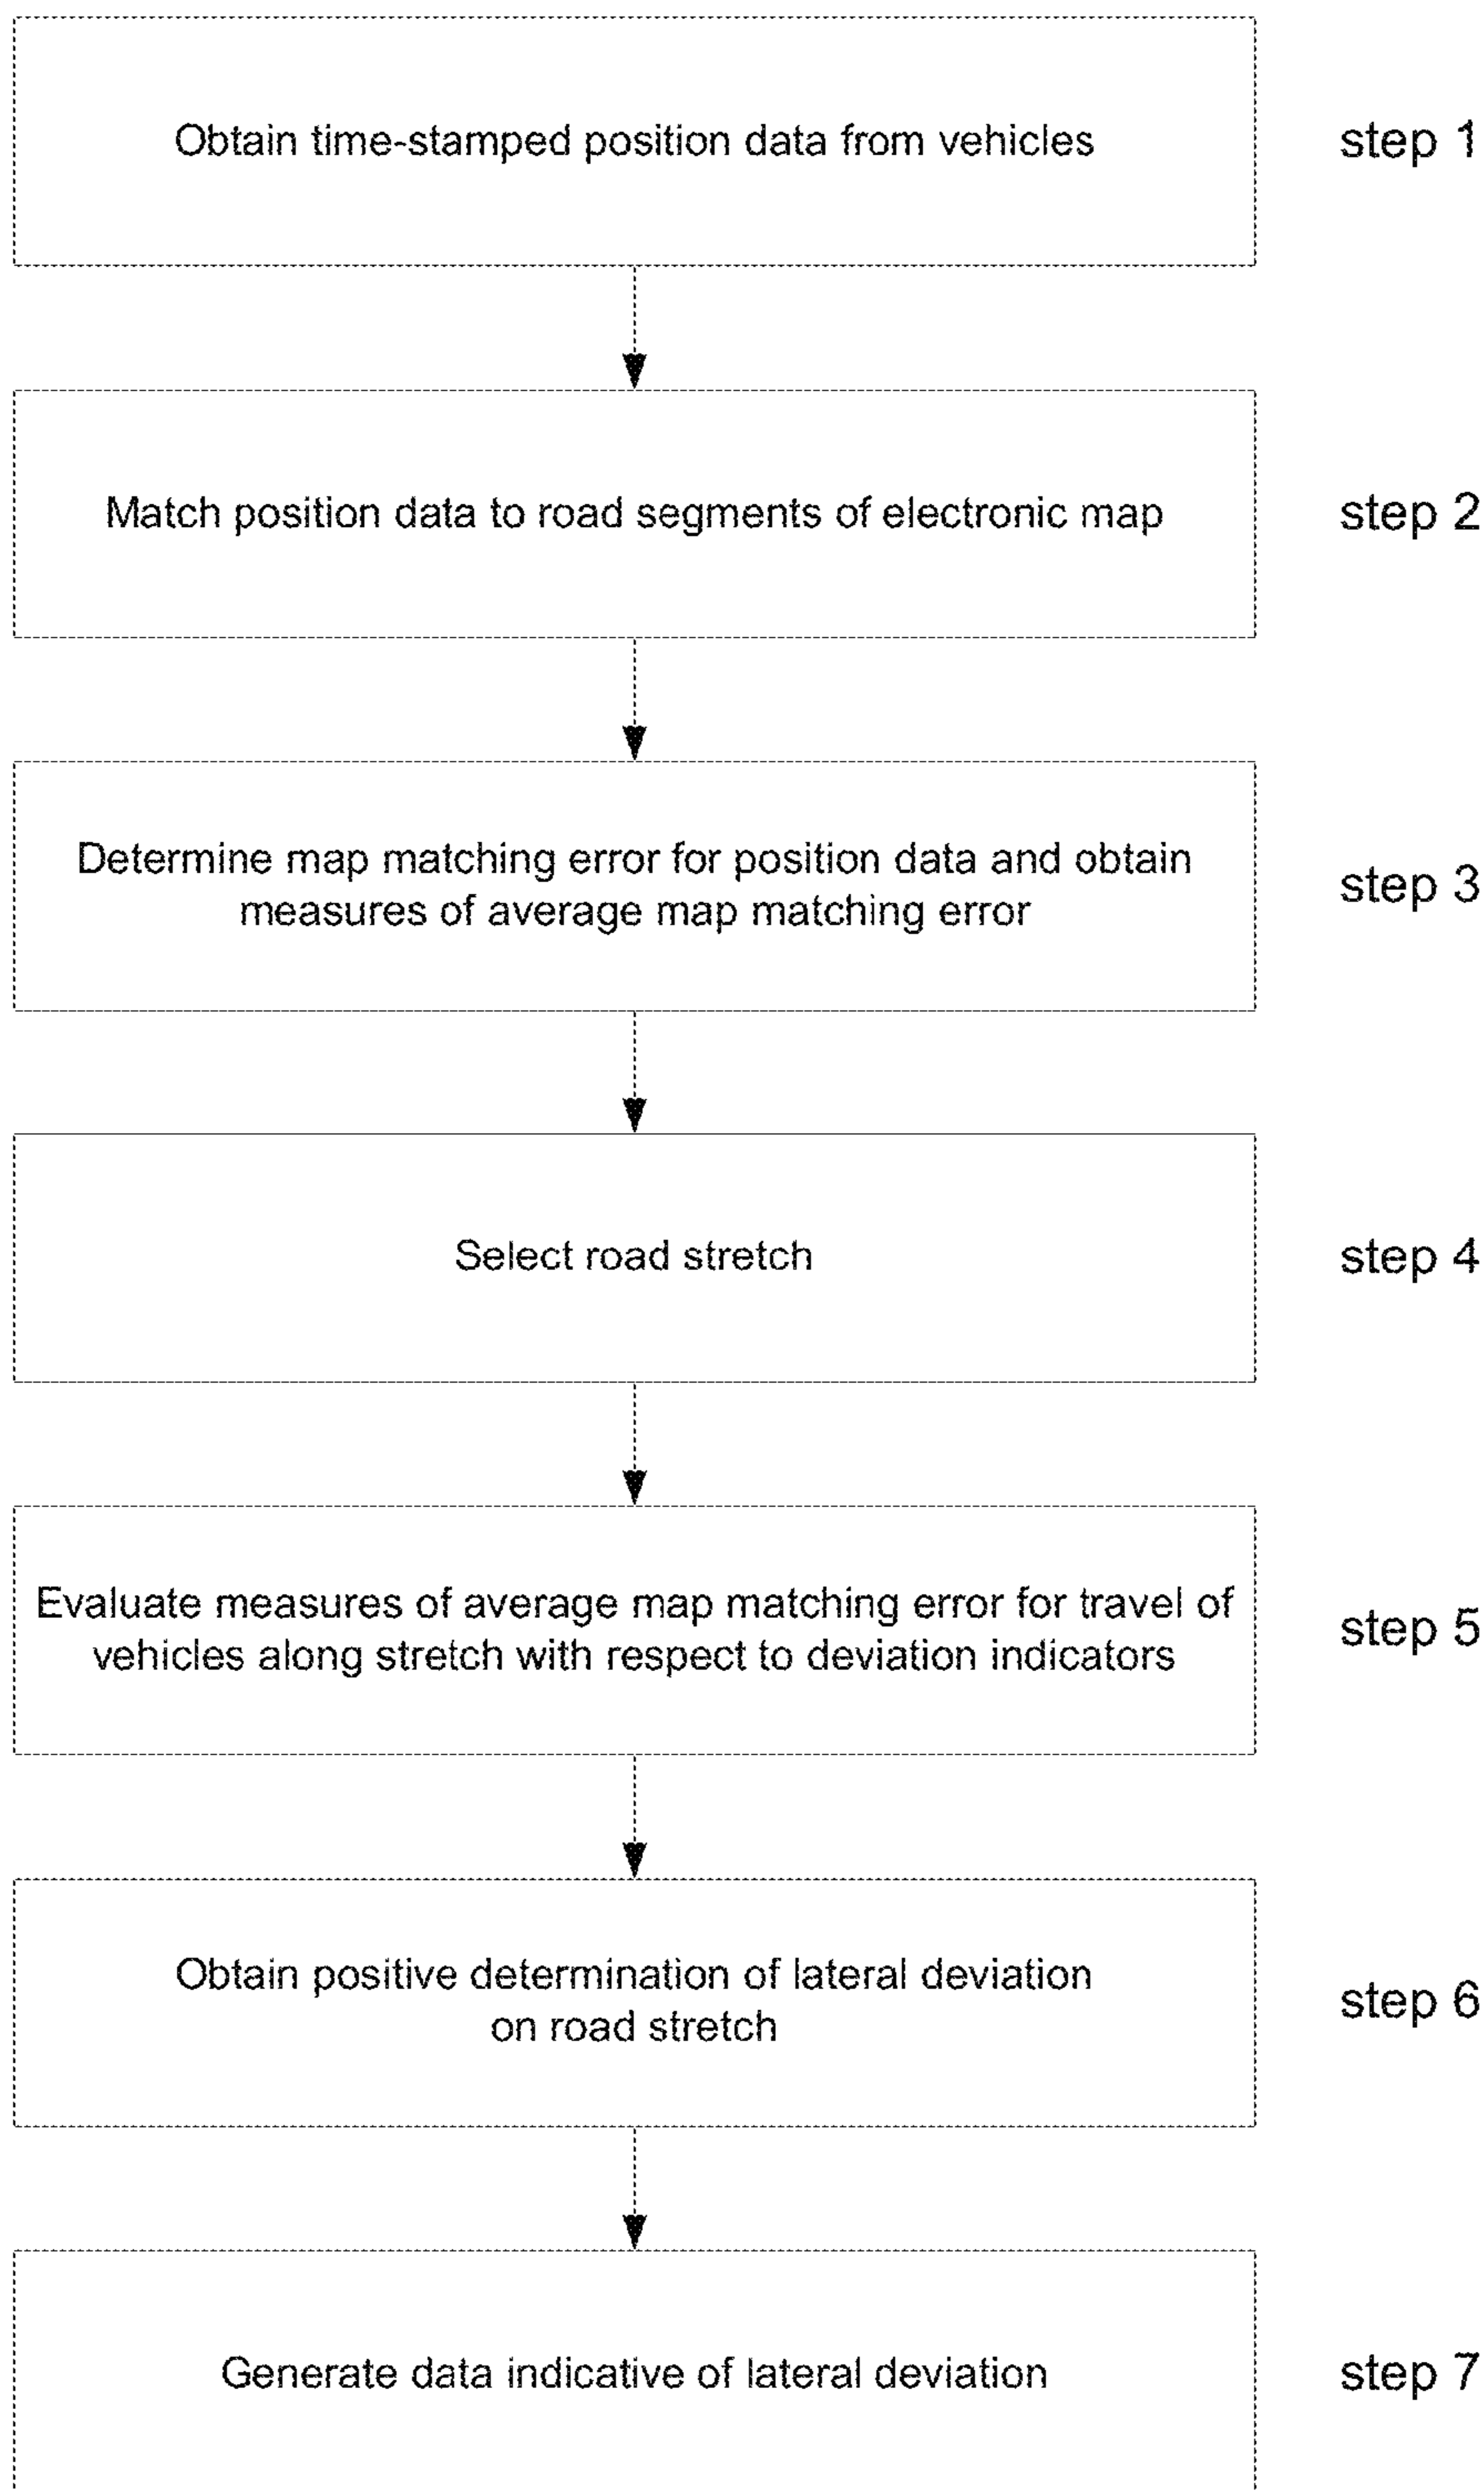 Obtain time-stamped position data from vehicles
step 1
Match position data to road segments of electronic map
step 2
Determine map matching error for position data and obtain
measures of average map matching error
step 3
Select road stretch
step 4
Evaluate measures of average map matching error for travel of
vehicles along stretch with respect to deviation indicators
step 5
Obtain positive determination of lateral deviation
on road stretch
step 6
Generate data indicative of lateral deviation
step 7